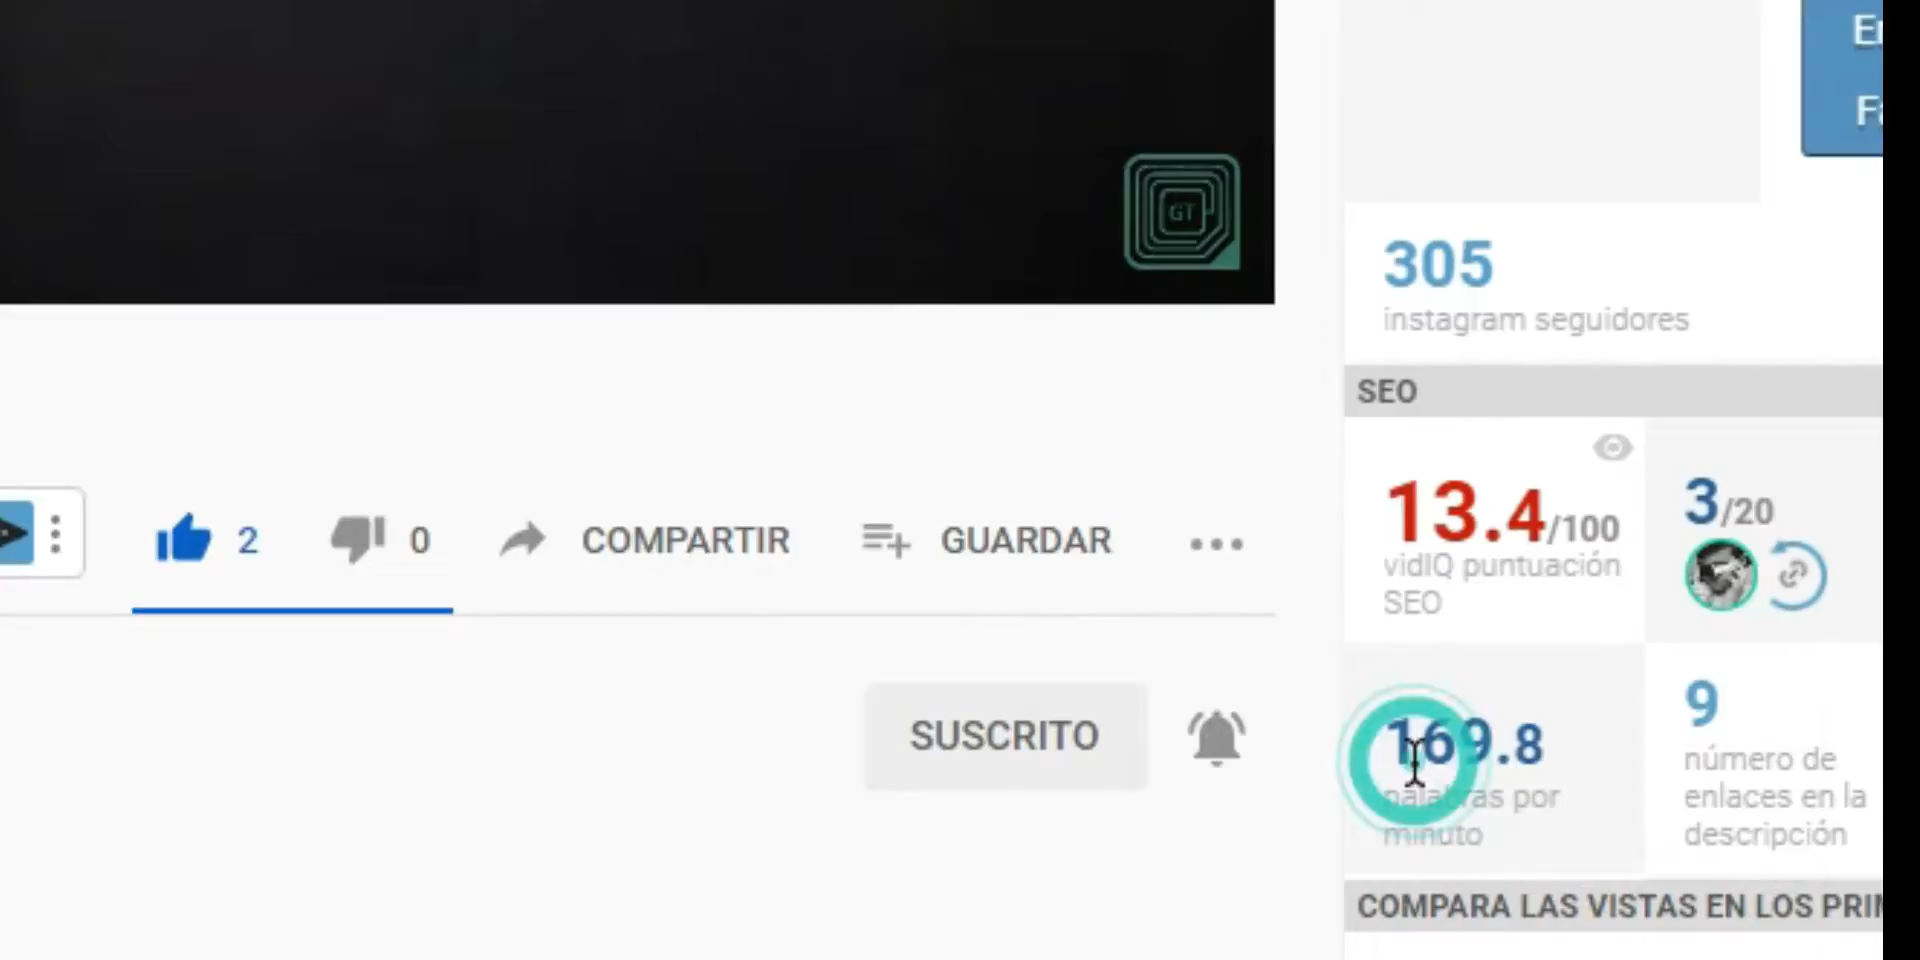 GT
305
instagram seguidores
SEO
13.4/100
vidIQ puntuación
SEO
3/20
2
0
COMPARTIR
GUARDAR
SUSCRITO
169.8
palabras por
minuto
9
número de
enlaces en la
descripción
COMPARA LAS VISTAS EN LOS